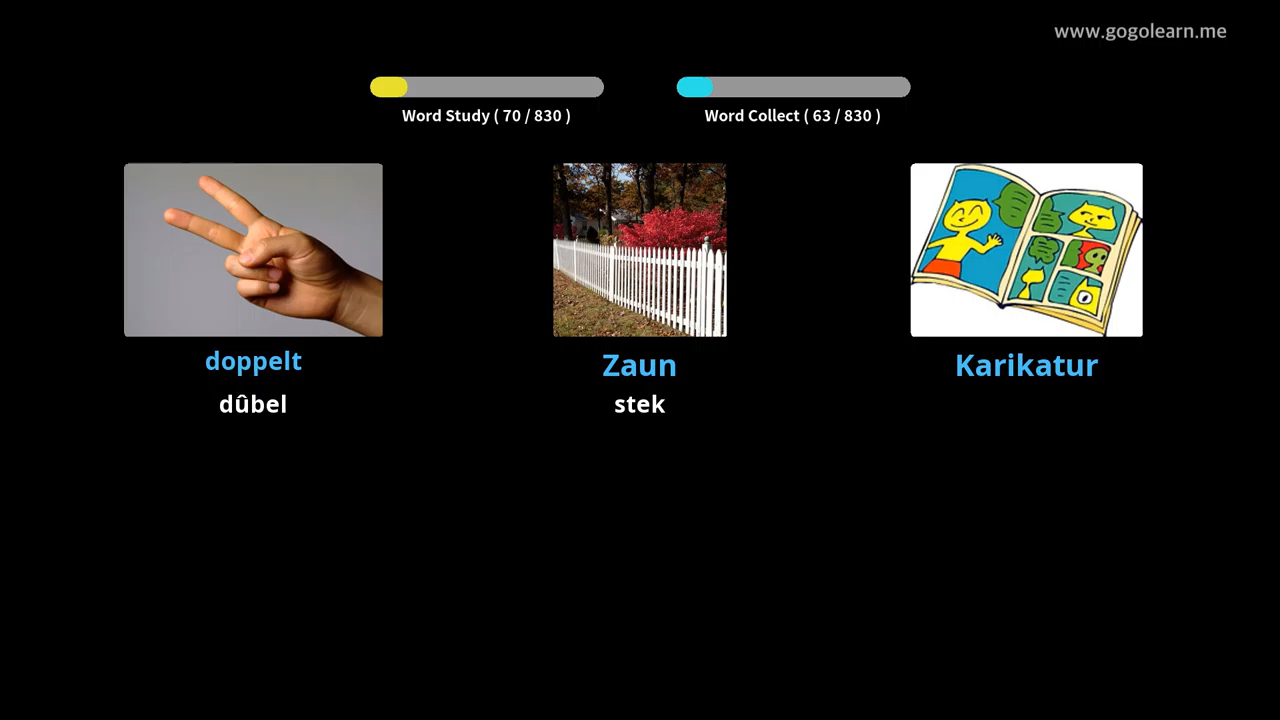 www.gogolearn.me
Word Study ( 70 / 830 )
Word Collect ( 63 / 830 )
doppelt
Zaun
Karikatur
dûbel
stek